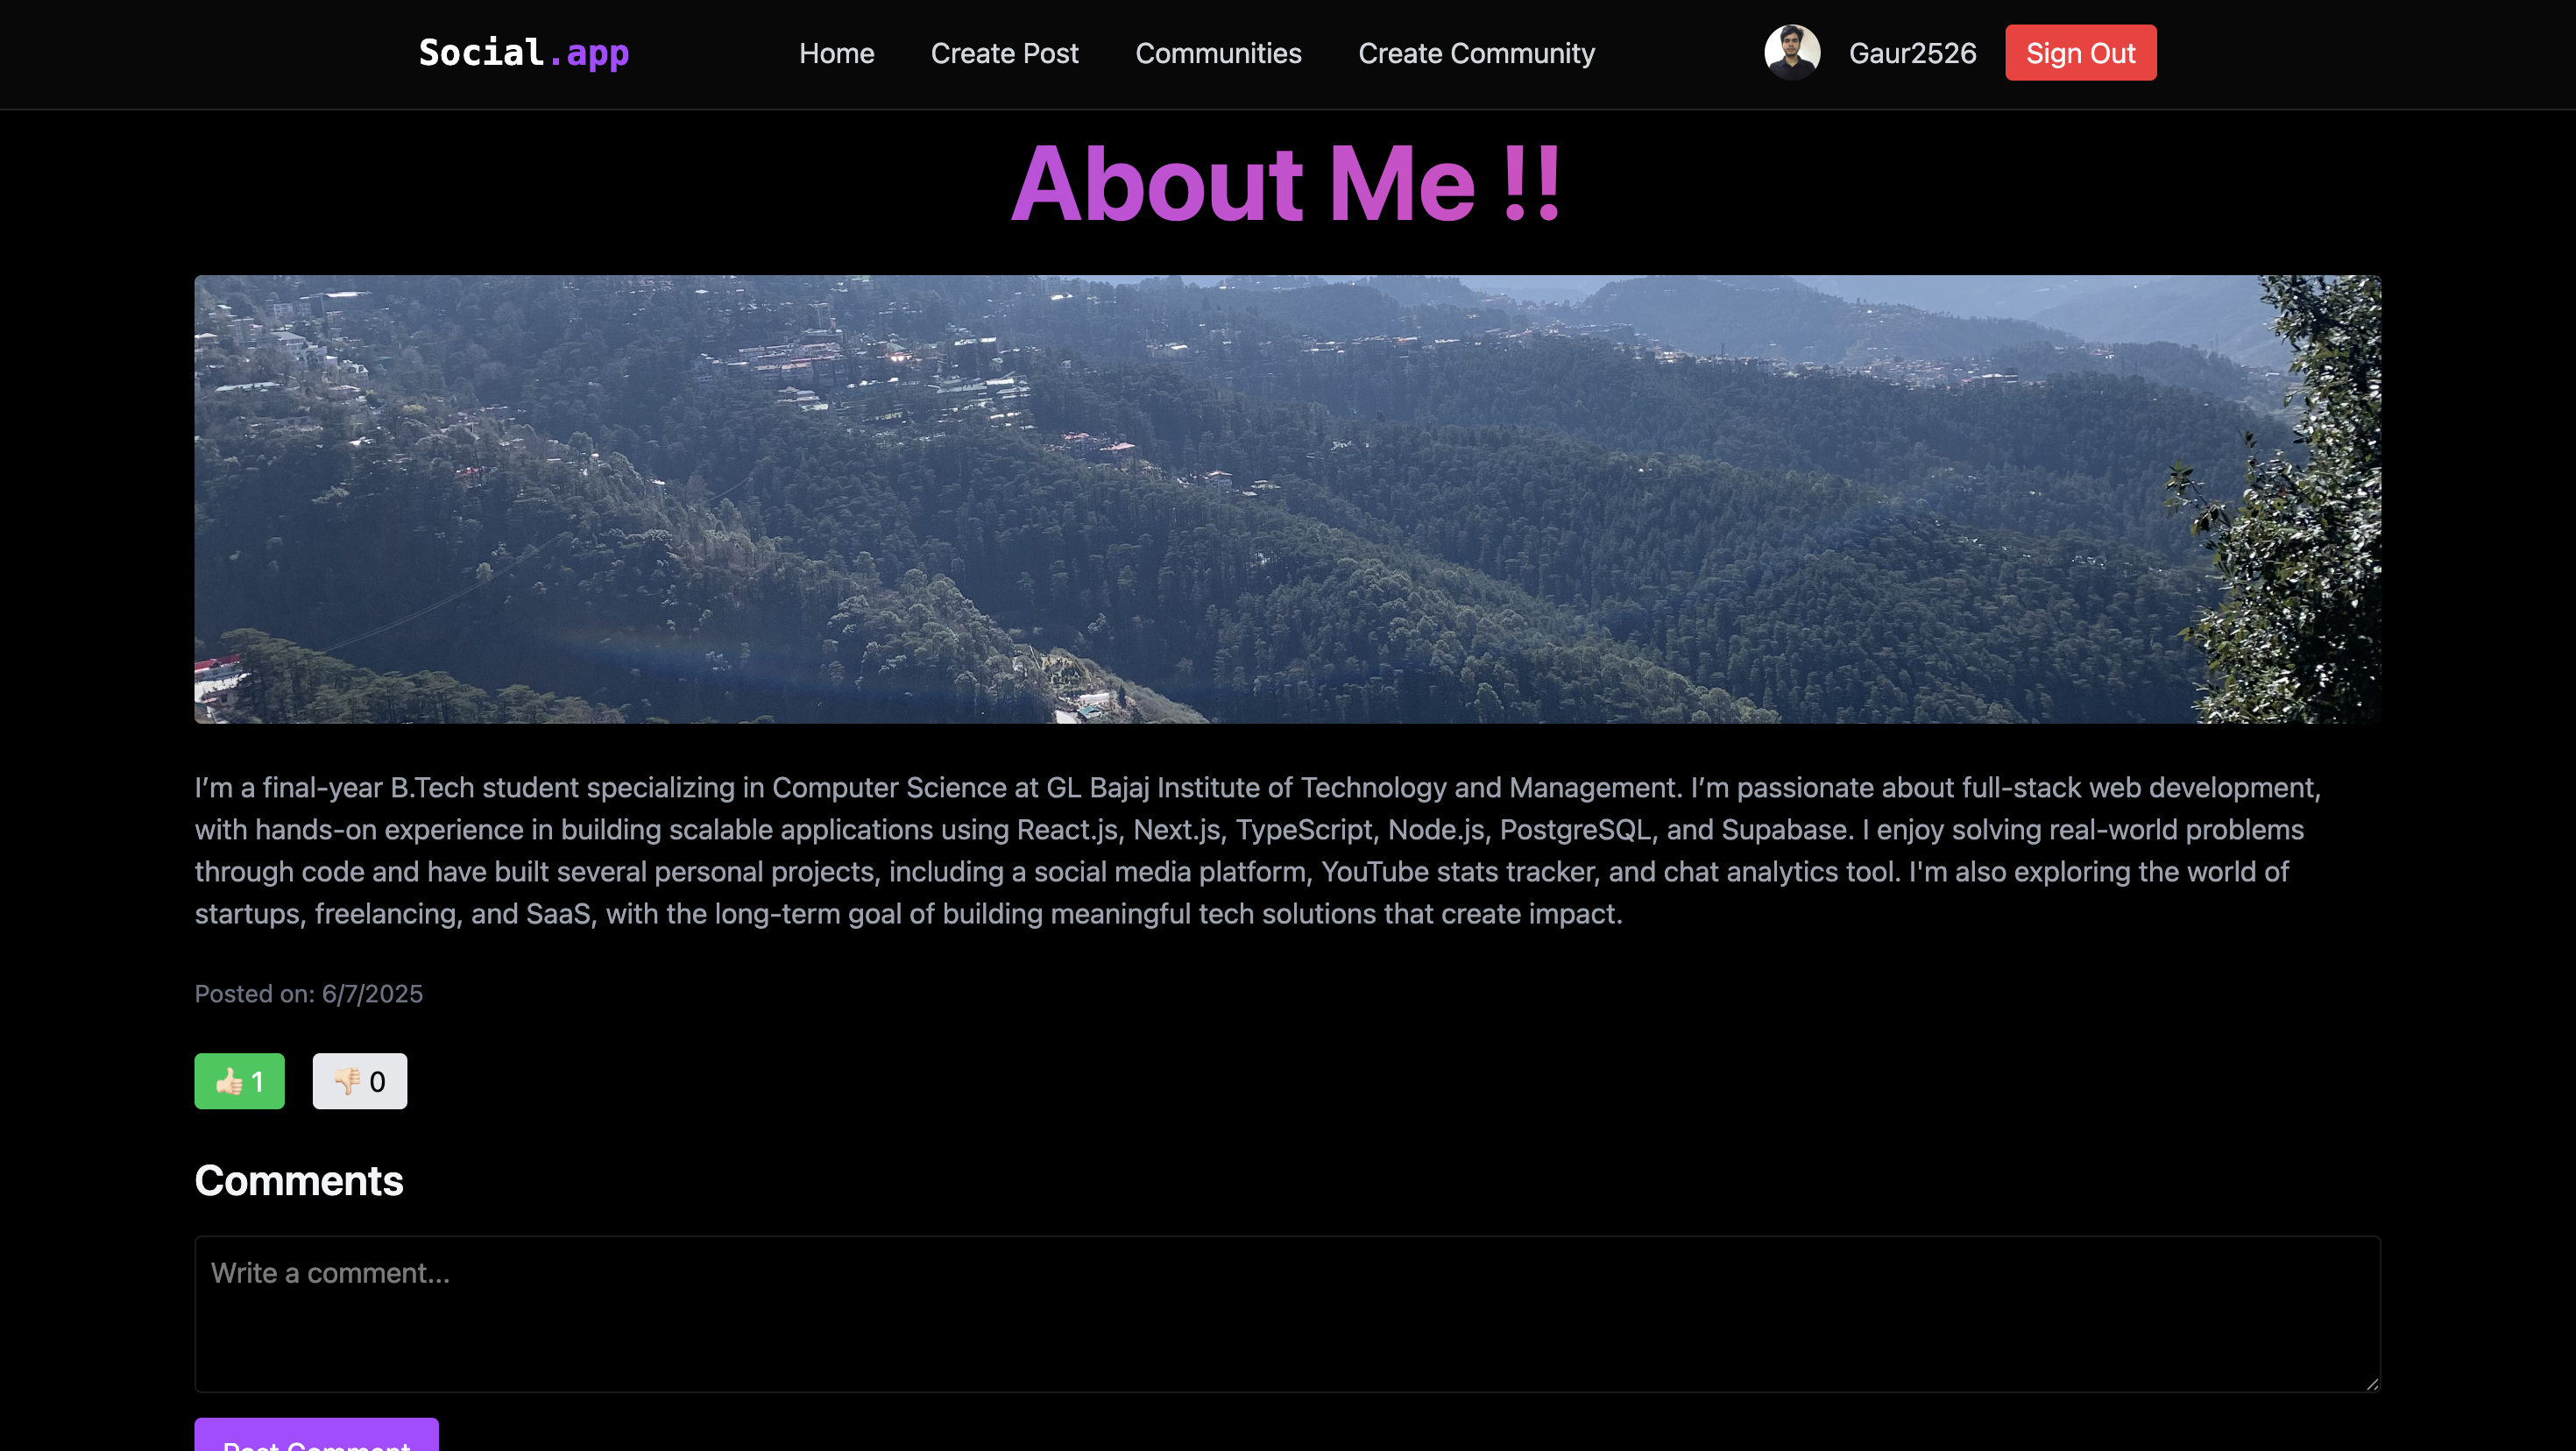 Social.app
Home
Create Post
Communities
Create Community
Gaur2526
Sign Out
About Me !!
I’m a final-year B.Tech student specializing in Computer Science at GL Bajaj Institute of Technology and Management. I’m passionate about full-stack web development,
with hands-on experience in building scalable applications using React.js, Next.js, TypeScript, Node.js, PostgreSQL, and Supabase. I enjoy solving real-world problems
through code and have built several personal projects, including a social media platform, YouTube stats tracker, and chat analytics tool. I'm also exploring the world of
startups, freelancing, and SaaS, with the long-term goal of building meaningful tech solutions that create impact.
Posted on: 6/7/2025
👍🏻 1
👎🏻 0
Comments
Write a comment...
Post Comment